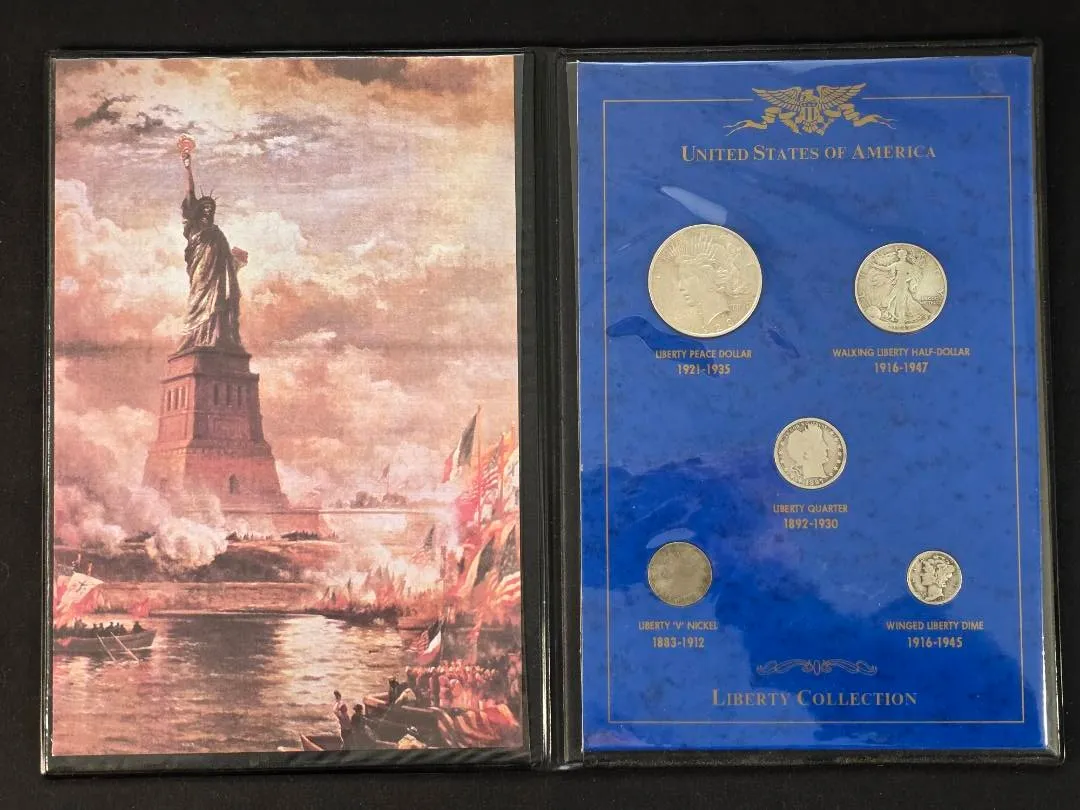 UNITED STATES OF AMERICA
LIBERTY PEACE DOLLAR
1921-1935
WALKING LIBERTY HALF-DOLLAR
1916-1947
LIBERTY QUARTER
1892-1930
LIBERTY 'V' NICKEL
1883-1912
WINGED LIBERTY DIME
1916-1945
LIBERTY COLLECTION